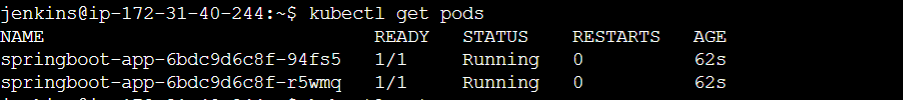 jenkins@ip-172-31-40-244:~$ kubectl get pods
NAME READY STATUS RESTARTS AGE
springboot-app-6bdc9d6c8f-94fs5 1/1 Running 0 62s
springboot-app-6bdc9d6c8f-r5wmq 1/1 Running 0 62s